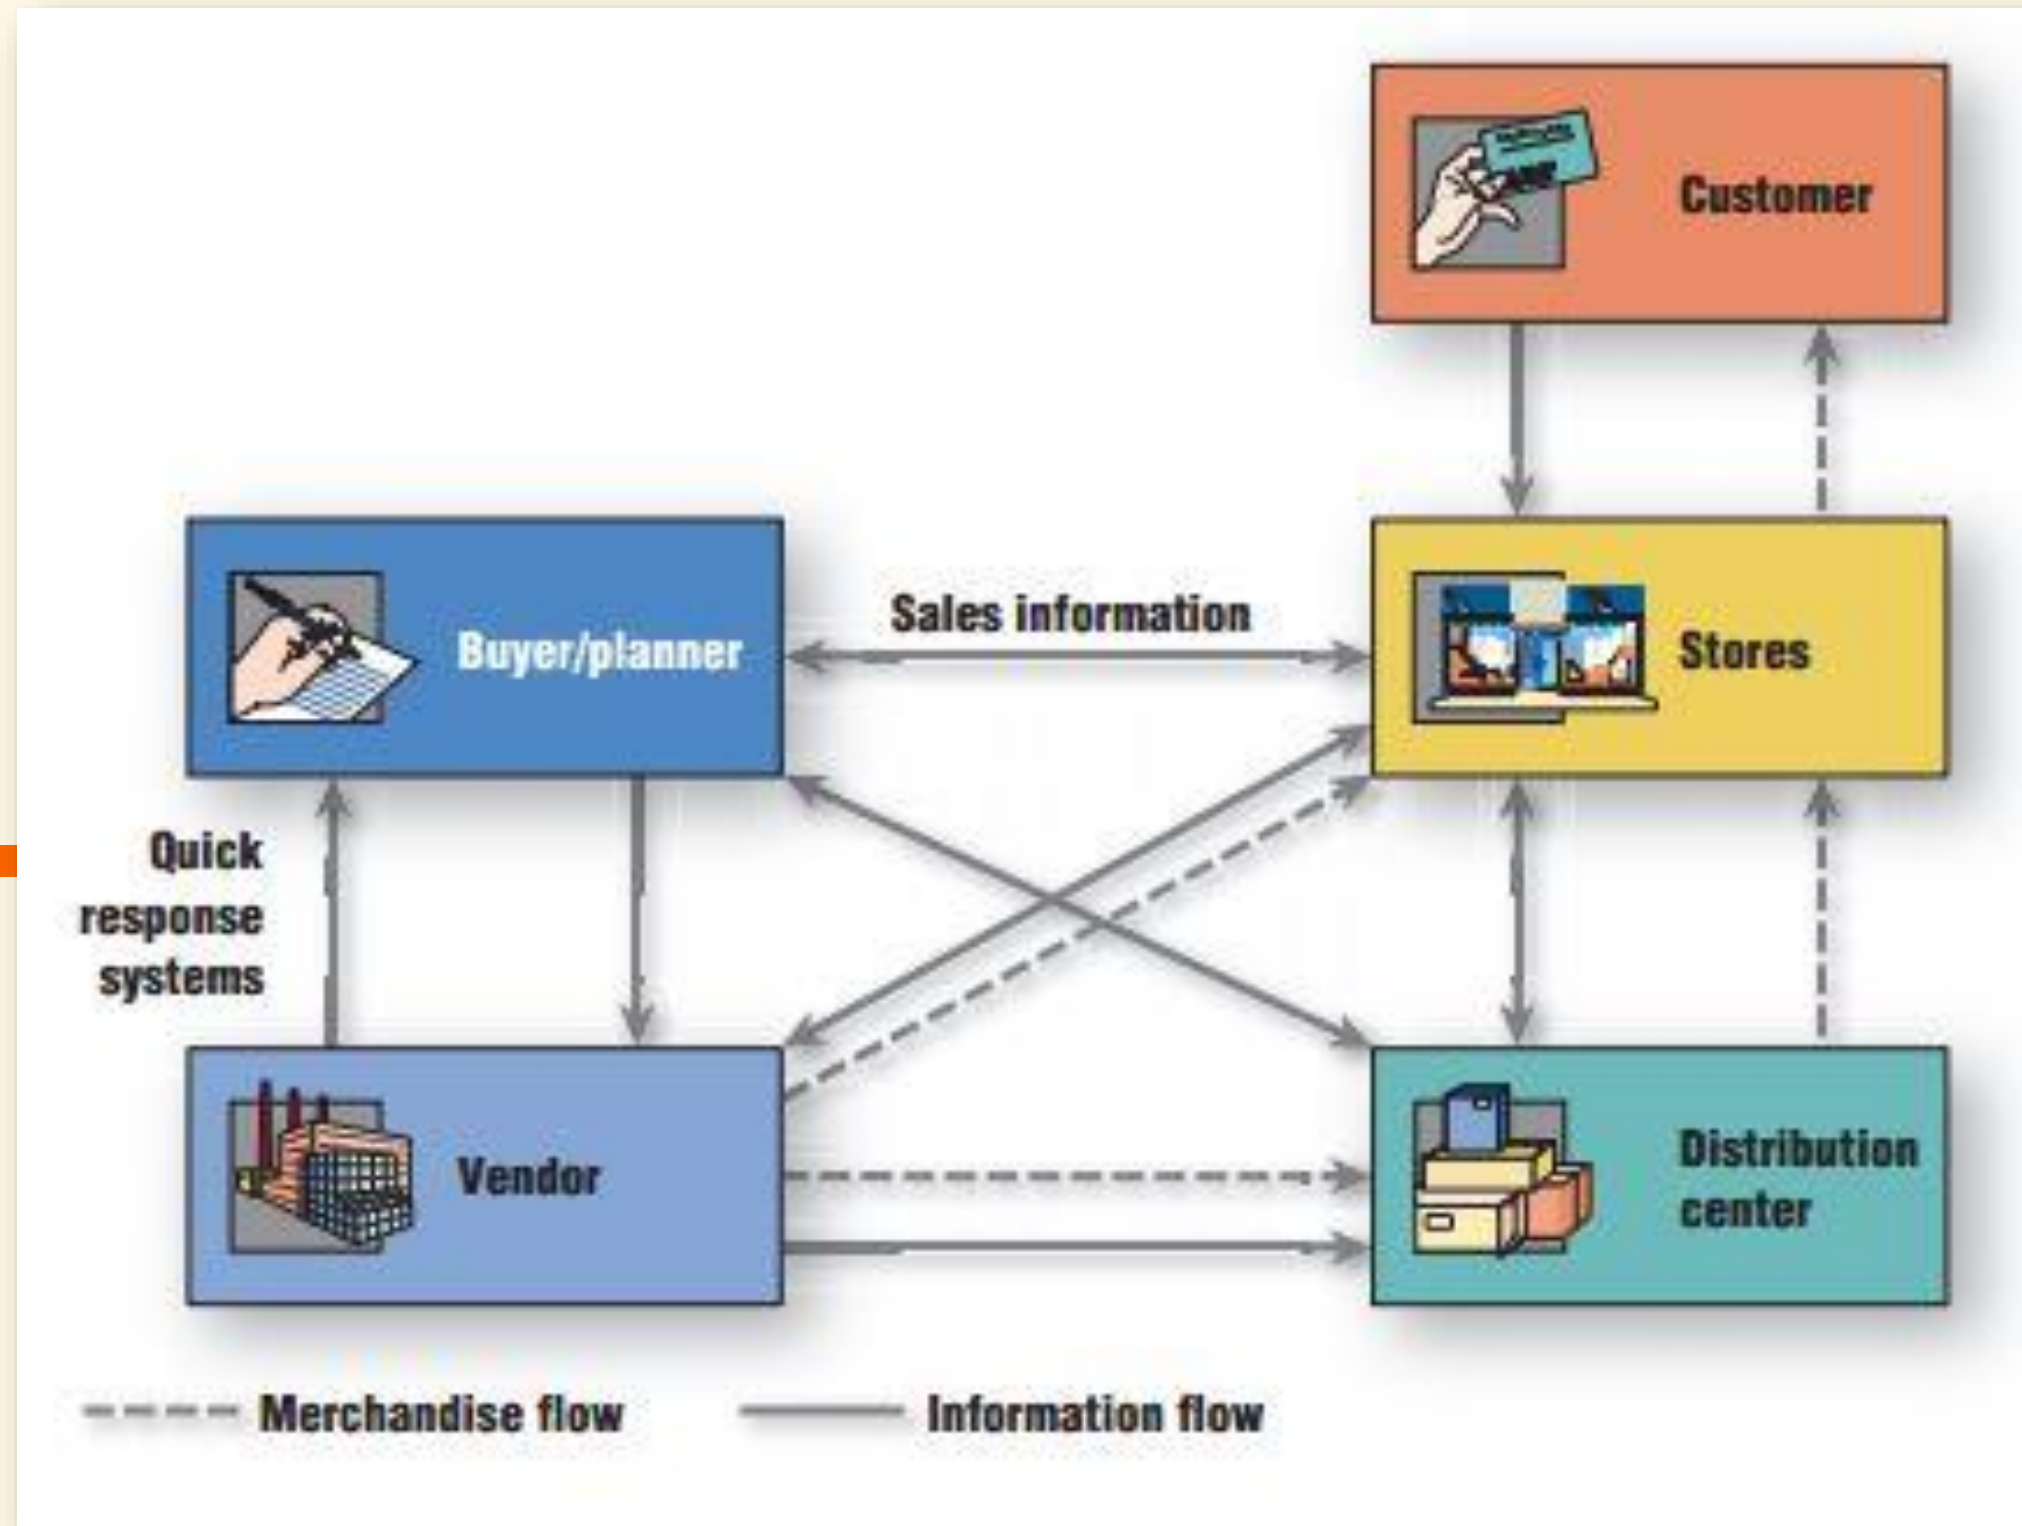 Customer
Sales information
Buyer/planner
Stores
Quick
response
systems
Vendor
Distribution
center
Merchandise flow
Information flow